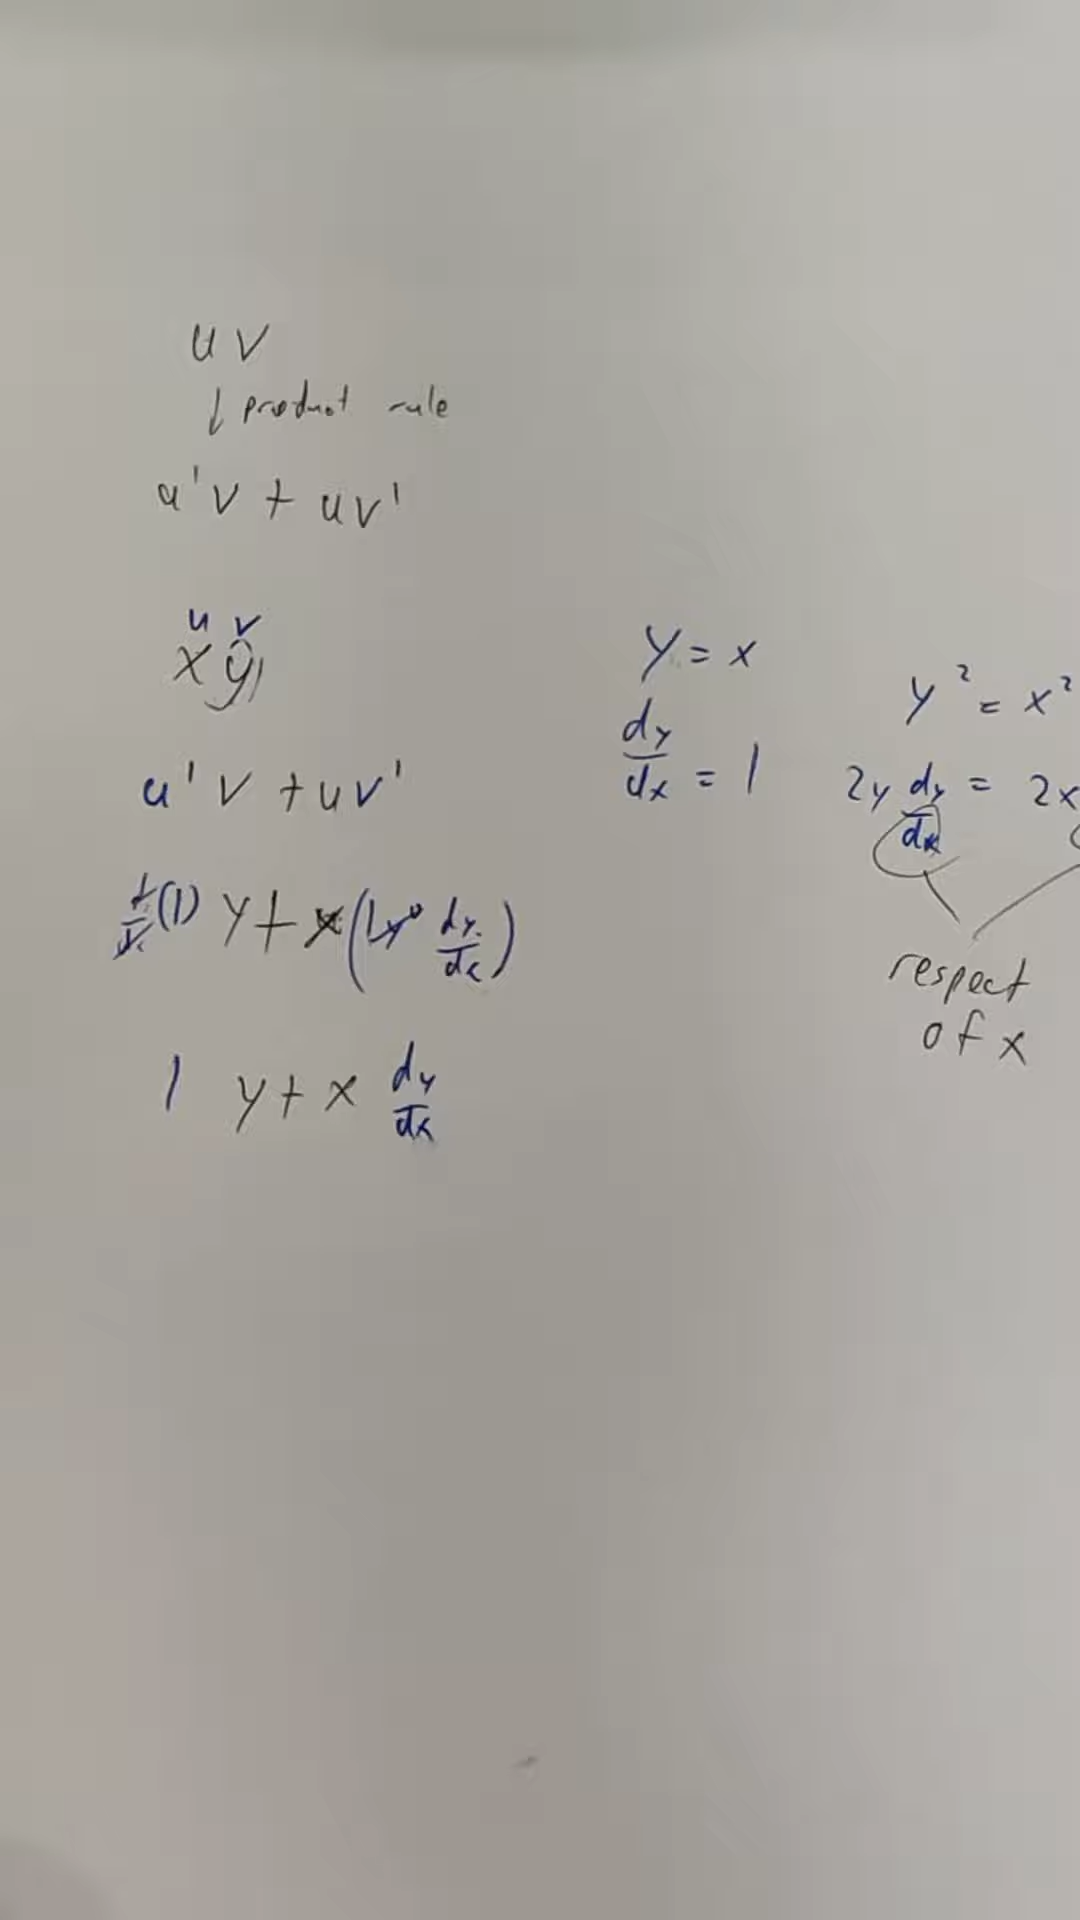 u v
↓ product rule
u'v + uv'
u v
x y
u'v + uv'
(1) y + x(1y⁰ dy/dx)
1 y + x dy/dx
y = x
dy/dx = 1
y² = x²
2y dy/dx = 2x
respect
of x